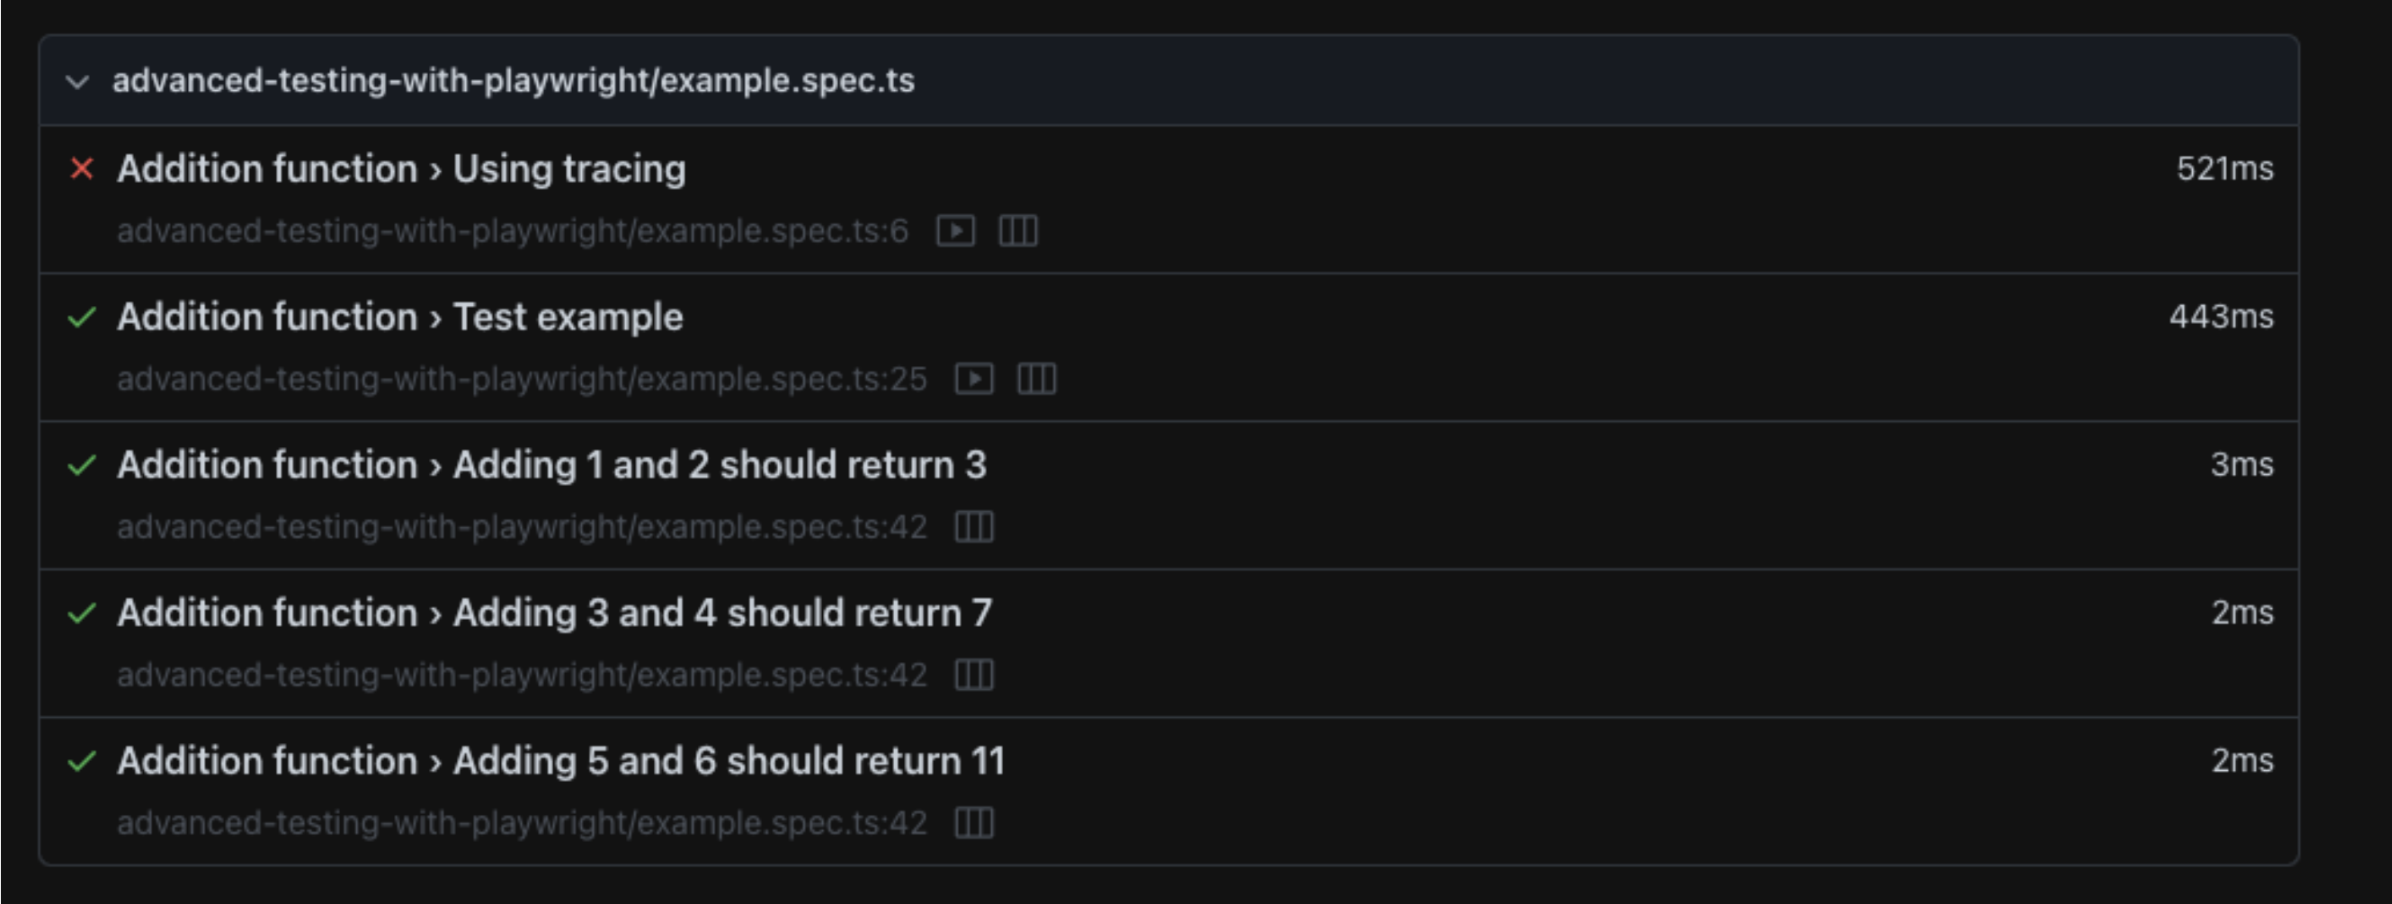 advanced-testing-with-playwright/example.spec.ts
Addition function › Using tracing
521ms
advanced-testing-with-playwright/example.spec.ts:6
Addition function › Test example
443ms
advanced-testing-with-playwright/example.spec.ts:25
Addition function › Adding 1 and 2 should return 3
3ms
advanced-testing-with-playwright/example.spec.ts:42
Addition function › Adding 3 and 4 should return 7
2ms
advanced-testing-with-playwright/example.spec.ts:42
Addition function › Adding 5 and 6 should return 11
2ms
advanced-testing-with-playwright/example.spec.ts:42